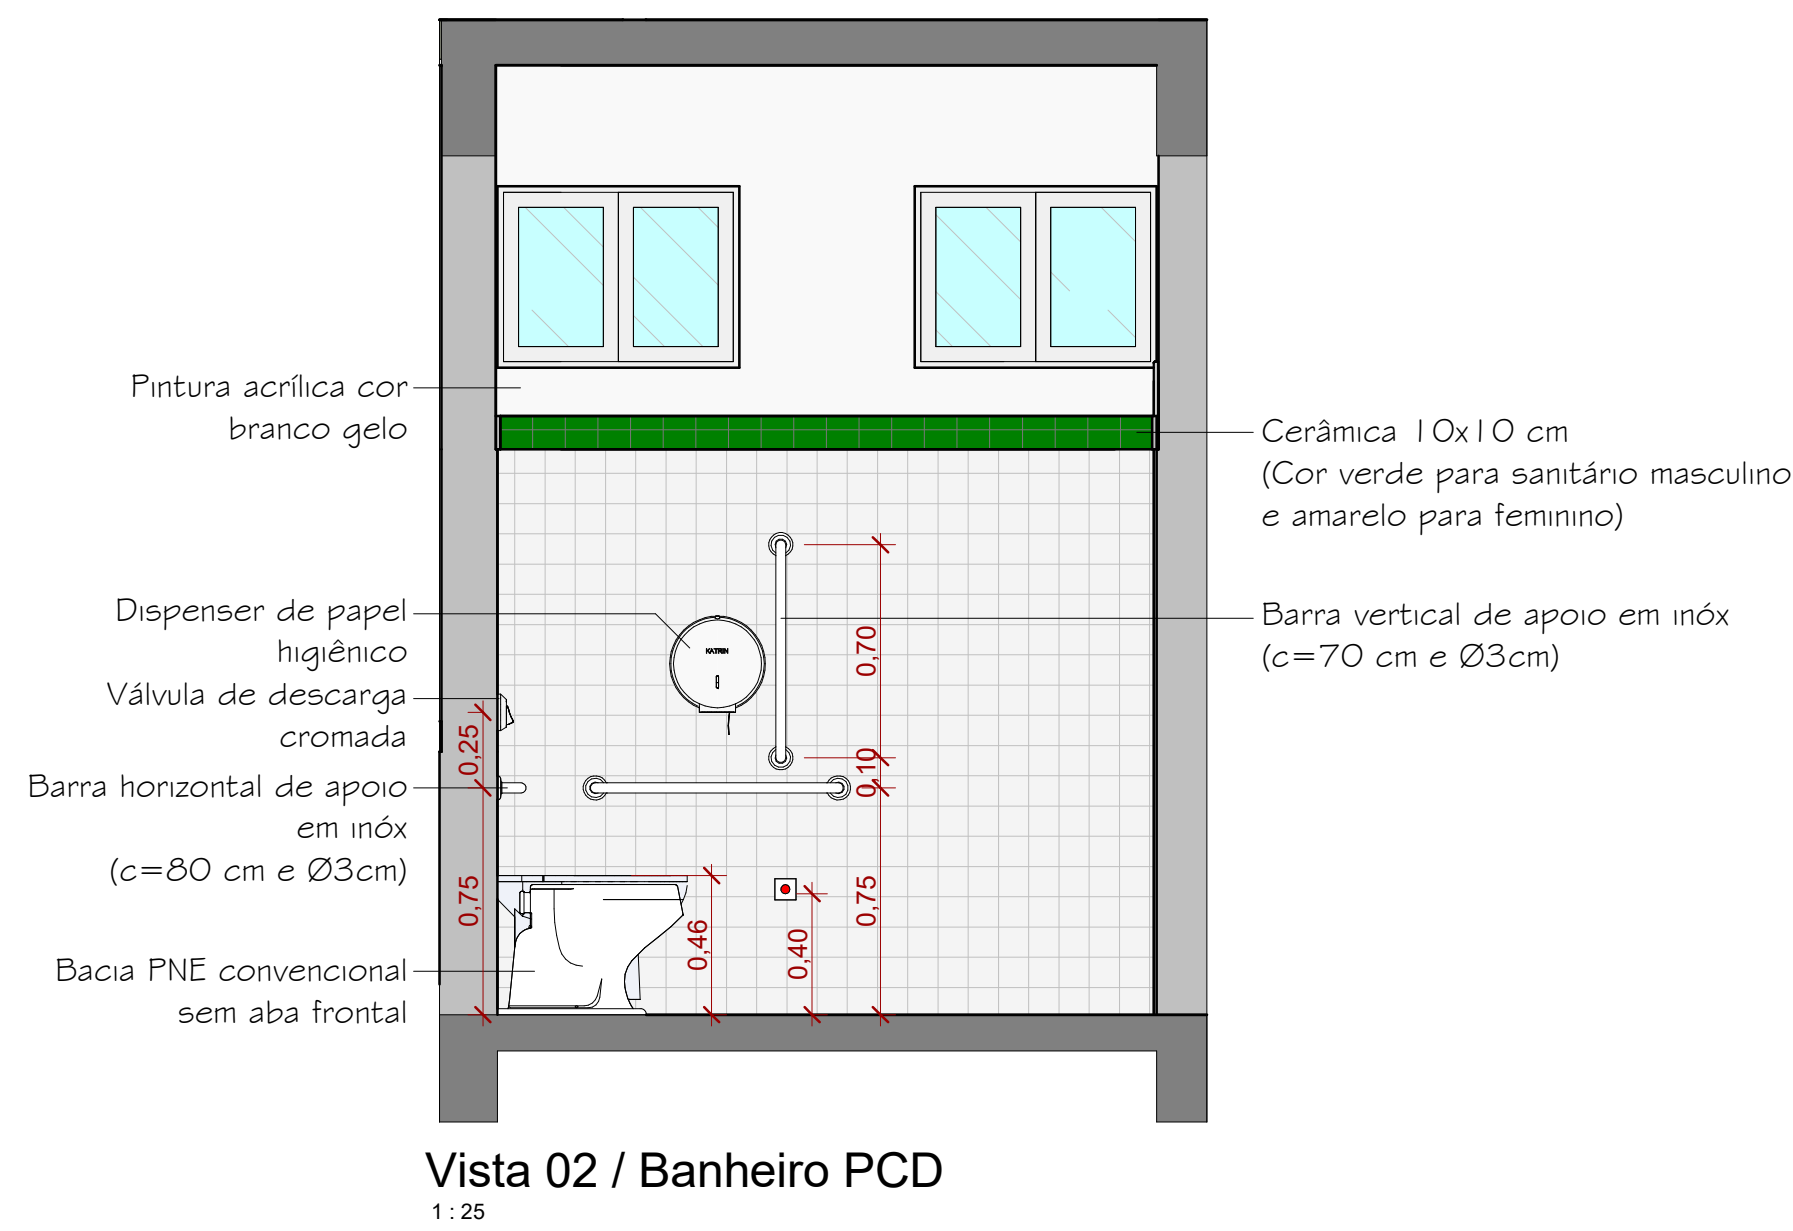 Pintura acrílica cor
branco gelo
Cerâmica 10x10 cm
(Cor verde para sanitário masculino
e amarelo para feminino)
Dispenser de papel
higiênico
KATRIN
Barra vertical de apoio em inóx
(c=70 cm e Ø3cm)
0,70
Válvula de descarga
cromada
0,25
0,10
Barra horizontal de apoio
em inóx
(c=80 cm e Ø3cm)
0,75
0,46
0,40
0,75
Bacia PNE convencional
sem aba frontal
Vista 02 / Banheiro PCD
1 : 25